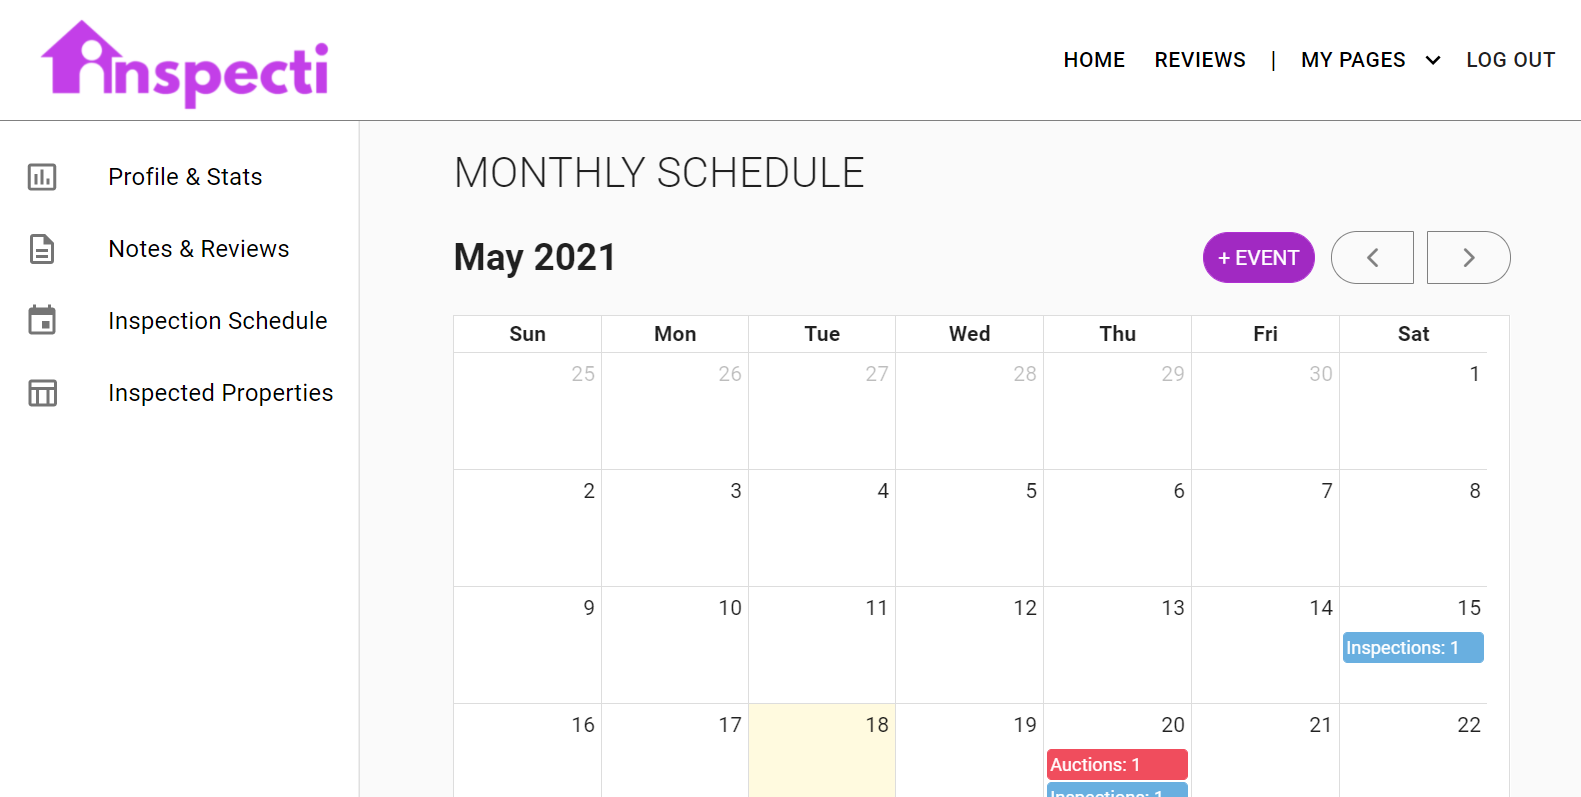 inspecti
HOME REVIEWS | MY PAGES LOG OUT
Profile & Stats
Notes & Reviews
Inspection Schedule
Inspected Properties
MONTHLY SCHEDULE
May 2021
+ EVENT
Sun Mon Tue Wed Thu Fri Sat
25 26 27 28 29 30 1
2 3 4 5 6 7 8
9 10 11 12 13 14 15
Inspections: 1
16 17 18 19 20 21 22
Auctions: 1
Inspections: 1